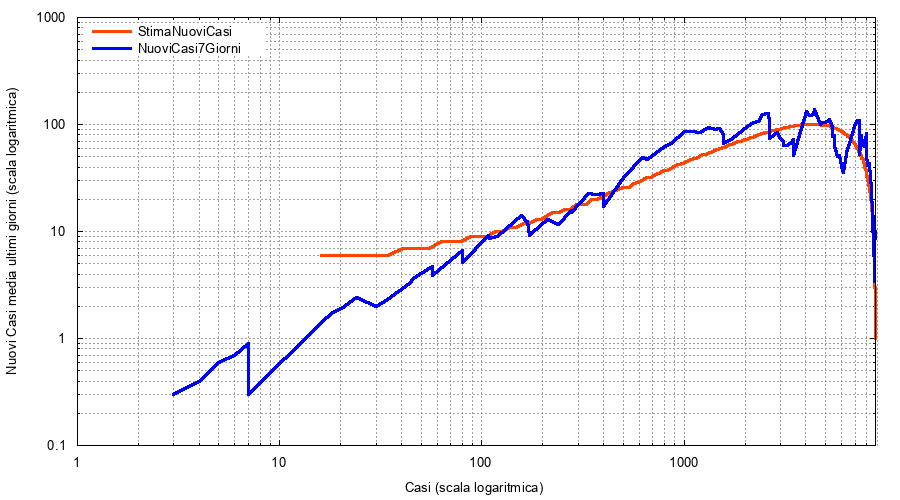 1000
100
10
1
0.1
Nuovi Casi media ultimi giorni (scala logaritmica)
StimaNuoviCasi
NuoviCasi7Giorni
1 10 100 1000
Casi (scala logaritmica)